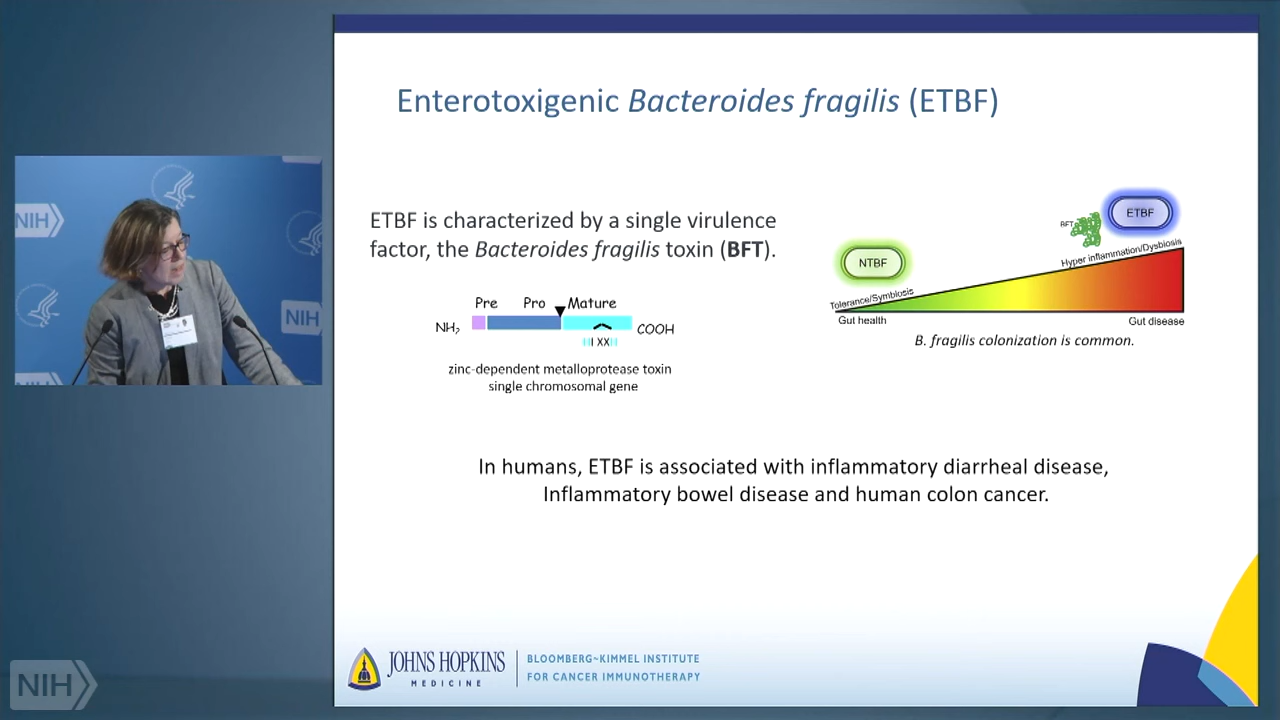 Enterotoxigenic Bacteroides fragilis (ETBF)
ETBF is characterized by a single virulence
factor, the Bacteroides fragilis toxin (BFT).
Pre Pro Mature
NH2 COOH
zinc-dependent metalloprotease toxin
single chromosomal gene
BFT
ETBF
NTBF
Hyper inflammation/Dysbiosis
Tolerance/Symbiosis
Gut health
Gut disease
B. fragilis colonization is common.
In humans, ETBF is associated with inflammatory diarrheal disease,
Inflammatory bowel disease and human colon cancer.
NIH
NIH
NIH
JOHNS HOPKINS
MEDICINE
BLOOMBERG~KIMMEL INSTITUTE
FOR CANCER IMMUNOTHERAPY